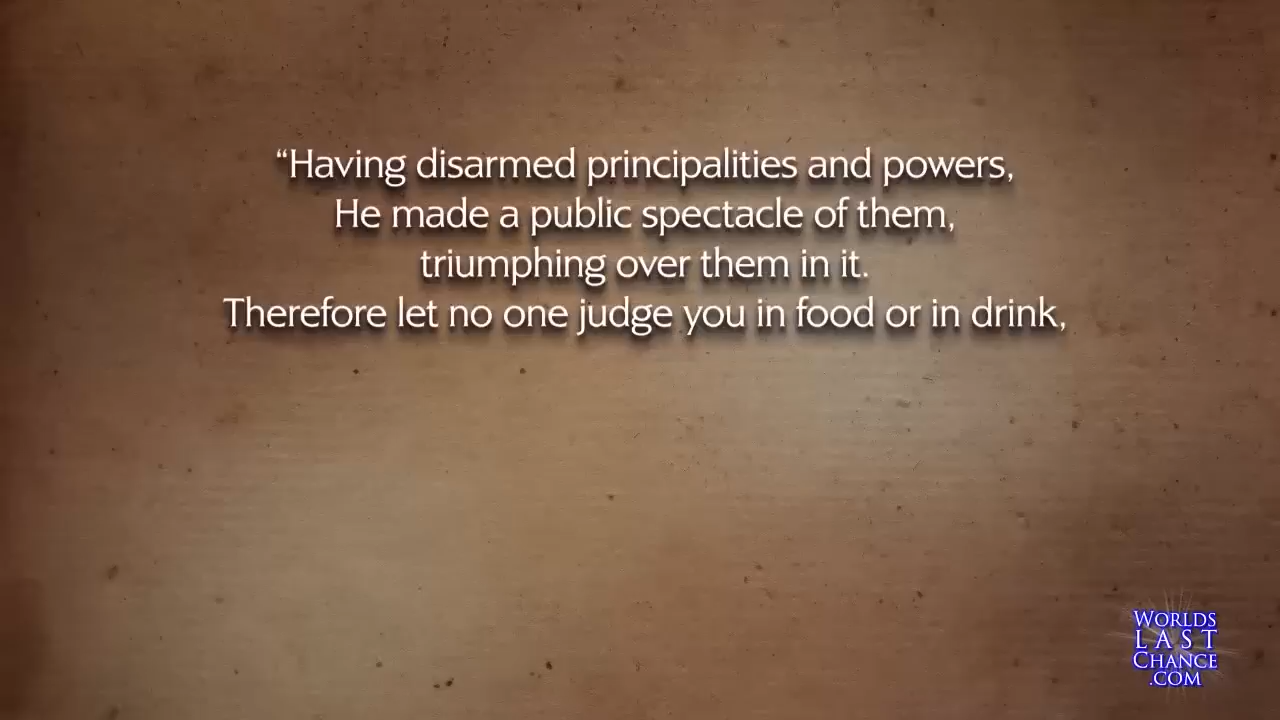 “Having disarmed principalities and powers,
He made a public spectacle of them,
triumphing over them in it.
Therefore let no one judge you in food or in drink,
WORLDS
LAST
CHANCE
.COM